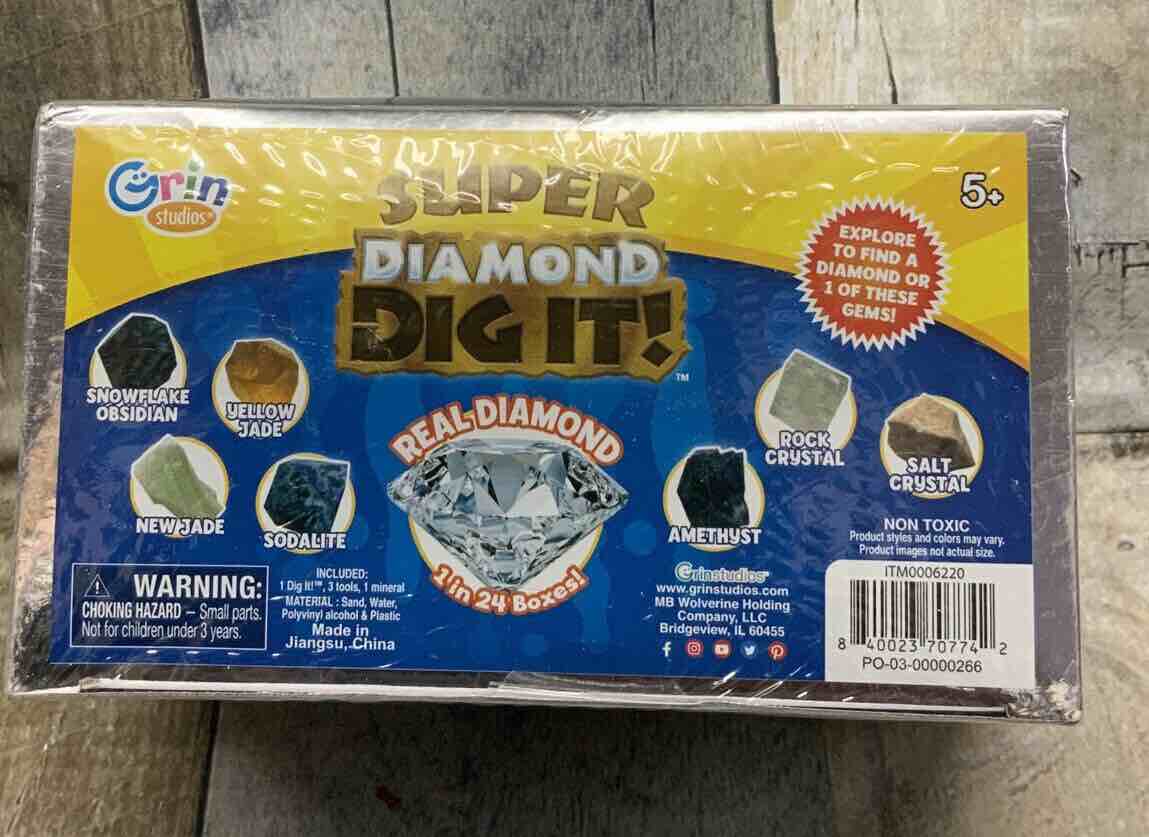 Grin
studios®
SUPER
DIAMOND
DIG IT!™
5+
EXPLORE
TO FIND A
DIAMOND OR
1 OF THESE
GEMS!
SNOWFLAKE
OBSIDIAN
YELLOW
JADE
NEW JADE
SODALITE
REAL DIAMOND
1 in 24 Boxes!
AMETHYST
ROCK
CRYSTAL
SALT
CRYSTAL
NON TOXIC
Product styles and colors may vary.
Product images not actual size.
WARNING:
CHOKING HAZARD – Small parts.
Not for children under 3 years.
INCLUDED:
1 Dig It!™, 3 tools, 1 mineral
MATERIAL : Sand, Water,
Polyvinyl alcohol & Plastic
Made in
Jiangsu, China
Grinstudios™
www.grinstudios.com
MB Wolverine Holding
Company, LLC
Bridgeview, IL 60455
ITM0006220
8 40023 70774 2
PO-03-00000266